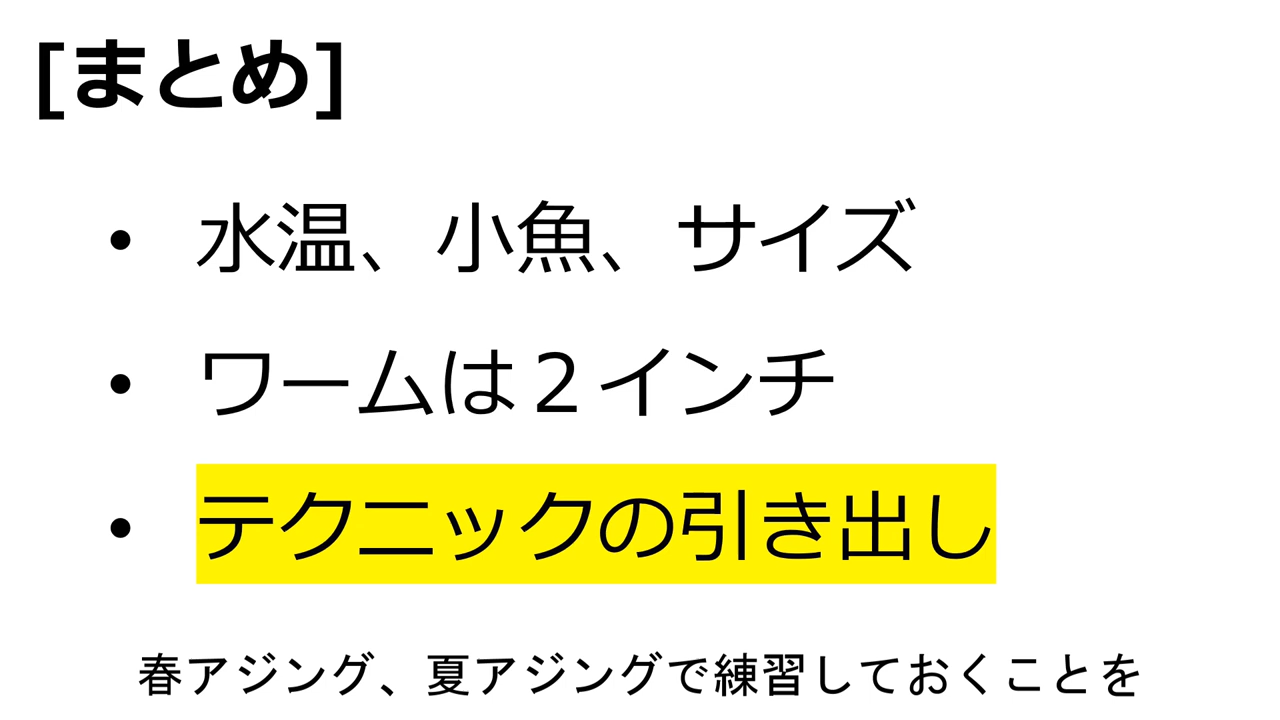 [まとめ]
• 水温、小魚、サイズ
• ワームは２インチ
• テクニックの引き出し
春アジング、夏アジングで練習しておくことを